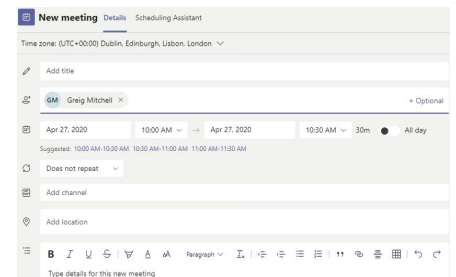 New meeting Details Scheduling Assistant
Time zone: (UTC+00:00) Dublin, Edinburgh, Lisbon, London
Add title
GM Greig Mitchell × + Optional
Apr 27, 2020 10:00 AM → Apr 27, 2020 10:30 AM 30m All day
Suggested: 10:00 AM-10:30 AM 10:30 AM-11:00 AM 11:00 AM-11:30 AM
Does not repeat
Add channel
Add location
B I U S A AA Paragraph
Type details for this new meeting